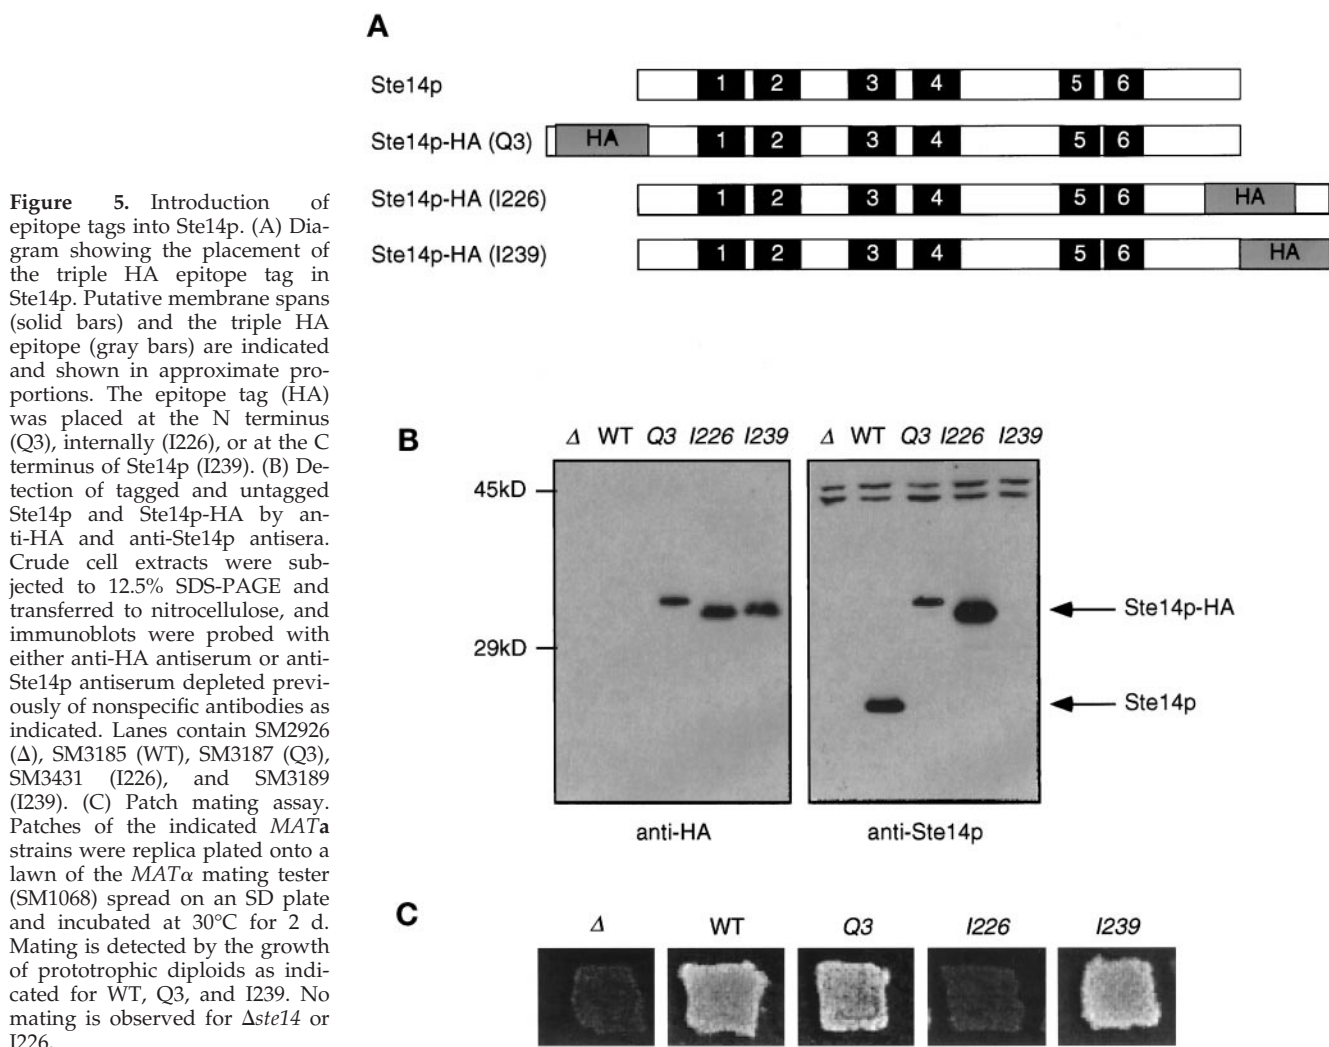 A
Ste14p
1 2 3 4 5 6
Ste14p-HA (Q3)
HA 1 2 3 4 5 6
Ste14p-HA (I226)
1 2 3 4 5 6 HA
Ste14p-HA (I239)
1 2 3 4 5 6 HA
Figure 5. Introduction of
epitope tags into Ste14p. (A) Dia-
gram showing the placement of
the triple HA epitope tag in
Ste14p. Putative membrane spans
(solid bars) and the triple HA
epitope (gray bars) are indicated
and shown in approximate pro-
portions. The epitope tag (HA)
was placed at the N terminus
(Q3), internally (I226), or at the C
terminus of Ste14p (I239). (B) De-
tection of tagged and untagged
Ste14p and Ste14p-HA by an-
ti-HA and anti-Ste14p antisera.
Crude cell extracts were sub-
jected to 12.5% SDS-PAGE and
transferred to nitrocellulose, and
immunoblots were probed with
either anti-HA antiserum or anti-
Ste14p antiserum depleted previ-
ously of nonspecific antibodies as
indicated. Lanes contain SM2926
(Δ), SM3185 (WT), SM3187 (Q3),
SM3431 (I226), and SM3189
(I239). (C) Patch mating assay.
Patches of the indicated MATa
strains were replica plated onto a
lawn of the MATα mating tester
(SM1068) spread on an SD plate
and incubated at 30°C for 2 d.
Mating is detected by the growth
of prototrophic diploids as indi-
cated for WT, Q3, and I239. No
mating is observed for Δste14 or
I226.
B
Δ WT Q3 I226 I239
Δ WT Q3 I226 I239
45kD
29kD
Ste14p-HA
Ste14p
anti-HA
anti-Ste14p
C
Δ WT Q3 I226 I239